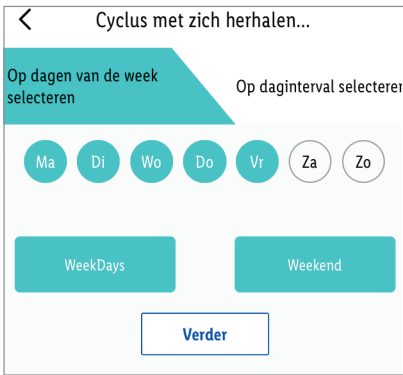 Cyclus met zich herhalen...
Op dagen van de week
selecteren
Op daginterval selecteren
Ma Di Wo Do Vr Za Zo
WeekDays Weekend
Verder